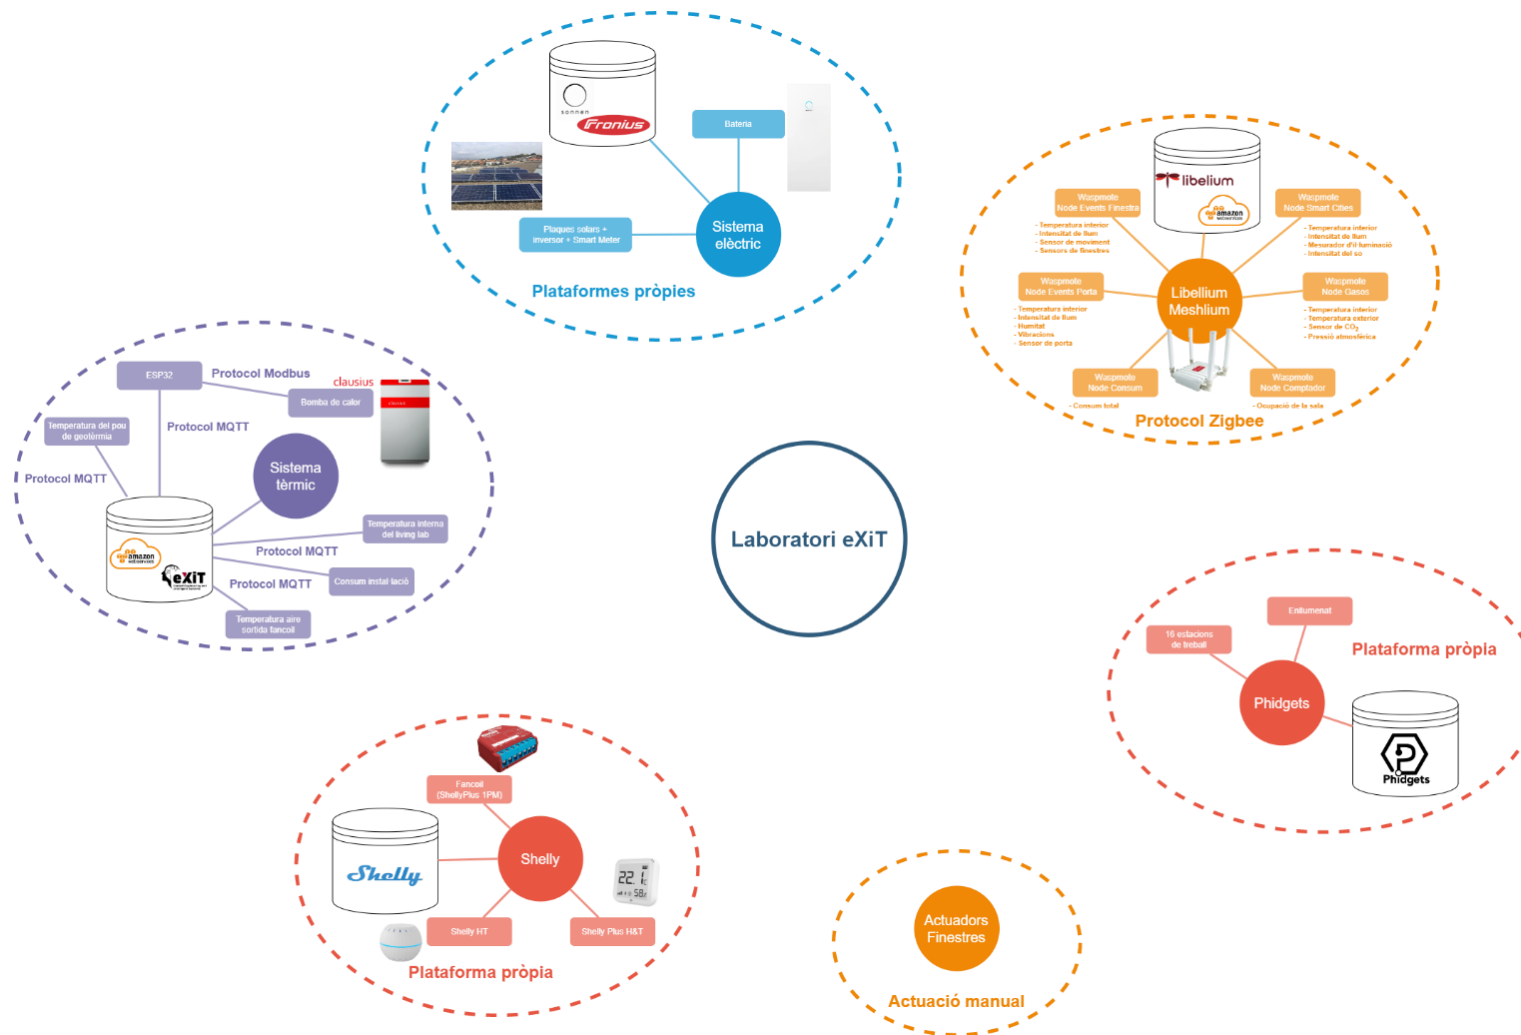 sonnen
Fronius
Bateria
Plaques solars +
inversor + Smart Meter
Sistema
elèctric
Plataformes pròpies
libelium
amazon
web services
Waspmote
Node Events Finestra
- Temperatura interior
- Intensitat de llum
- Sensor de moviment
- Sensors de finestres
Waspmote
Node Smart Cities
- Temperatura interior
- Intensitat de llum
- Mesurador d'il·luminació
- Intensitat del so
Waspmote
Node Events Porta
- Temperatura interior
- Intensitat de llum
- Humitat
- Vibracions
- Sensor de porta
Libellium
Meshlium
Waspmote
Node Gasos
- Temperatura interior
- Temperatura exterior
- Sensor de CO₂
- Pressió atmosfèrica
Waspmote
Node Consum
- Consum total
Waspmote
Node Comptador
- Ocupació de la sala
Protocol Zigbee
ESP32
Protocol Modbus
clausius
Bomba de calor
Temperatura del pou
de geotèrmia
Protocol MQTT
Protocol MQTT
Sistema
tèrmic
amazon
web services
eXiT
Temperatura interna
del living lab
Protocol MQTT
Protocol MQTT
Consum instal·lació
Temperatura aire
sortida fancoil
Laboratori eXiT
Enllumenat
16 estacions
de treball
Plataforma pròpia
Phidgets
Phidgets
Fancoil
(ShellyPlus 1PM)
Shelly
Shelly
22.1
58
Shelly HT
Shelly Plus H&T
Plataforma pròpia
Actuadors
Finestres
Actuació manual